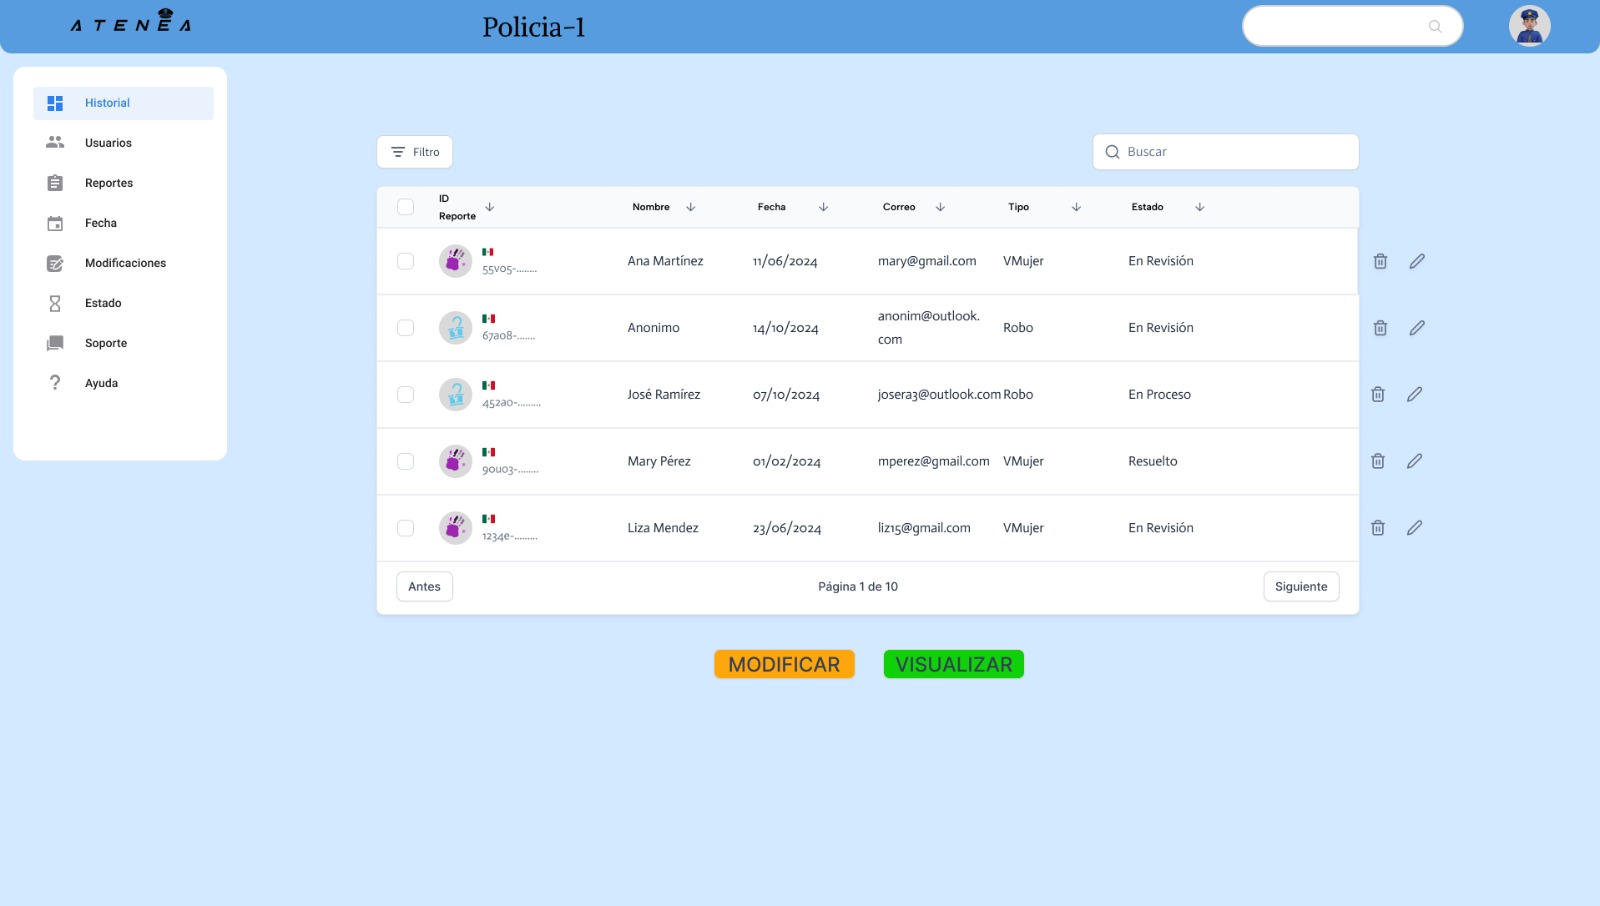 ATENEA
Policia-1
Historial
Usuarios
Reportes
Fecha
Modificaciones
Estado
Soporte
Ayuda
Filtro
Buscar
ID Reporte Nombre Fecha Correo Tipo Estado
55v05-........ Ana Martínez 11/06/2024 mary@gmail.com VMujer En Revisión
67a08-....... Anonimo 14/10/2024 anonim@outlook.com Robo En Revisión
452a0-......... José Ramírez 07/10/2024 josera3@outlook.com Robo En Proceso
90u03-........ Mary Pérez 01/02/2024 mperez@gmail.com VMujer Resuelto
1234e-......... Liza Mendez 23/06/2024 liz15@gmail.com VMujer En Revisión
Antes Página 1 de 10 Siguiente
MODIFICAR VISUALIZAR